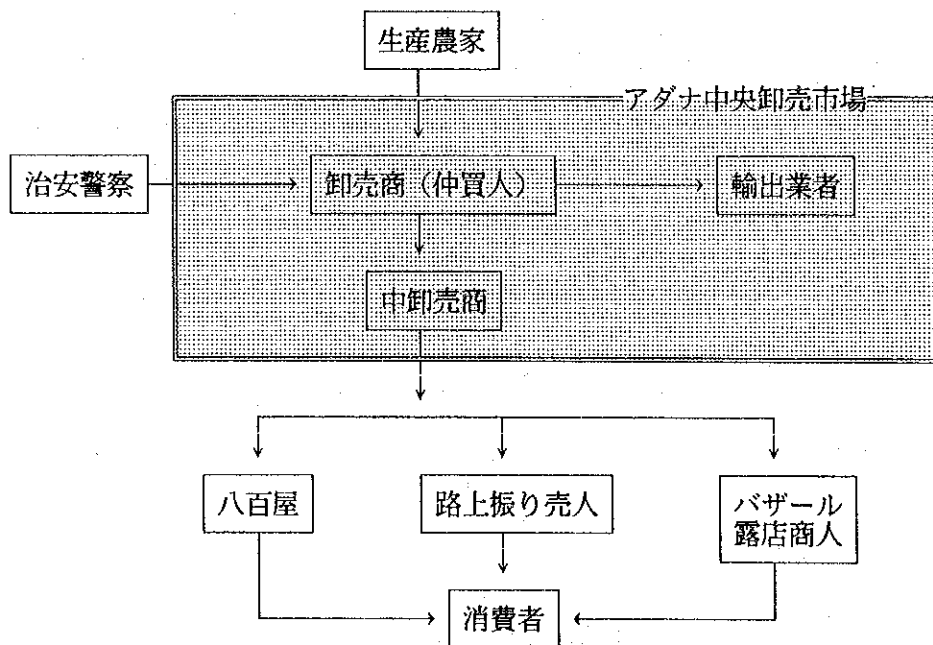 生産農家
アダナ中央卸売市場
治安警察
卸売商（仲買人）
輸出業者
中卸売商
八百屋
路上振り売人
バザール
露店商人
消費者